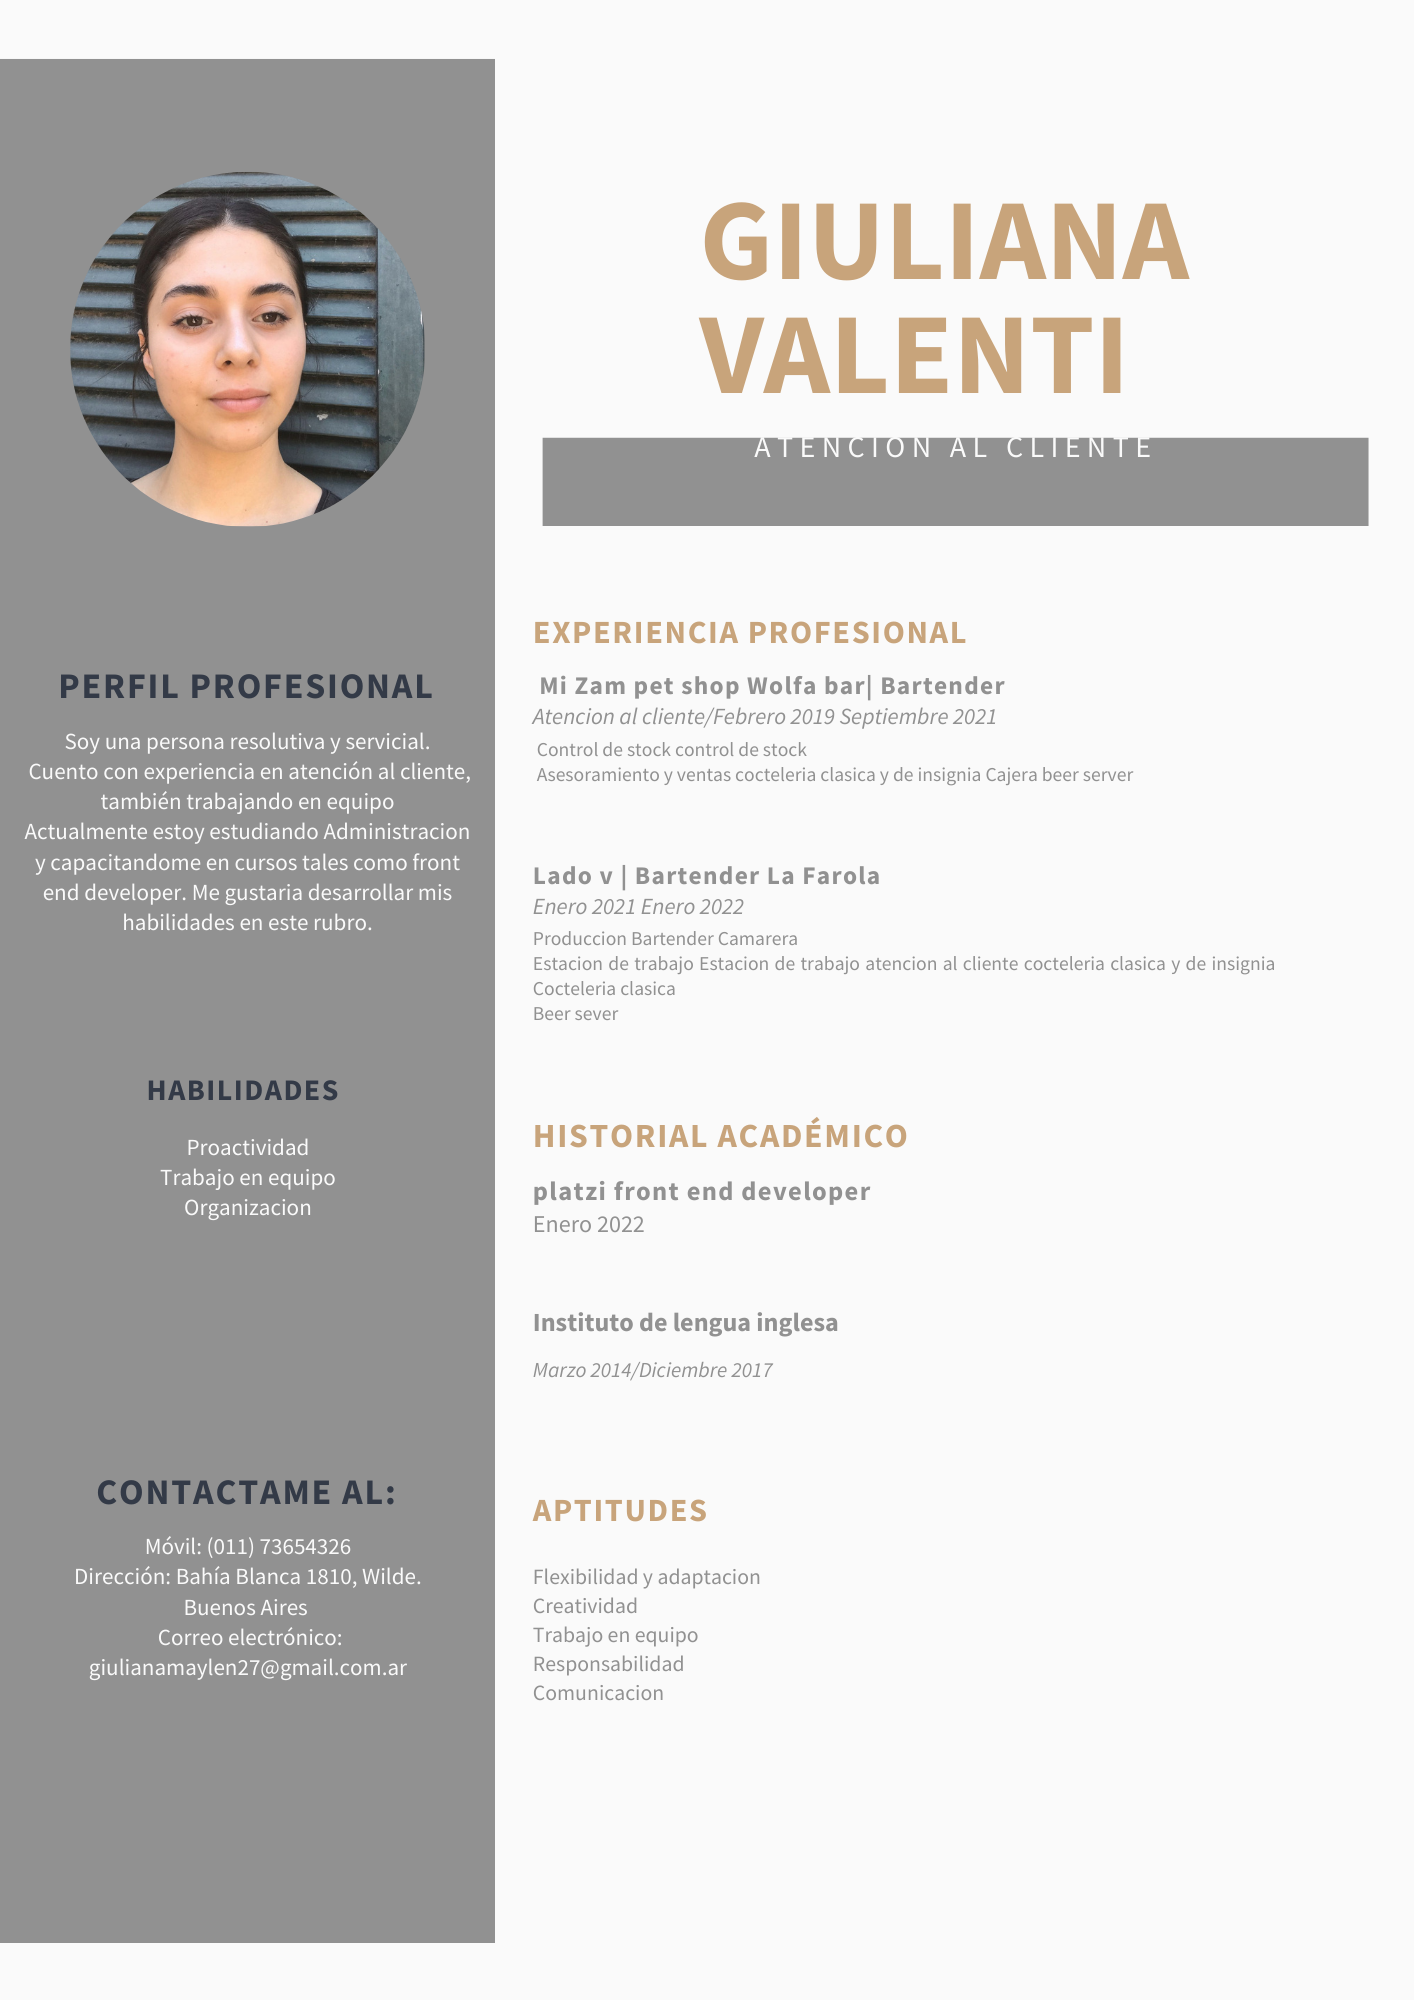 GIULIANA
VALENTI
ATENCION AL CLIENTE
PERFIL PROFESIONAL
Soy una persona resolutiva y servicial.
Cuento con experiencia en atención al cliente,
también trabajando en equipo
Actualmente estoy estudiando Administracion
y capacitandome en cursos tales como front
end developer. Me gustaria desarrollar mis
habilidades en este rubro.
HABILIDADES
Proactividad
Trabajo en equipo
Organizacion
CONTACTAME AL:
Móvil: (011) 73654326
Dirección: Bahía Blanca 1810, Wilde.
Buenos Aires
Correo electrónico:
giulianamaylen27@gmail.com.ar
EXPERIENCIA PROFESIONAL
Mi Zam pet shop Wolfa bar| Bartender
Atencion al cliente/Febrero 2019 Septiembre 2021
Control de stock control de stock
Asesoramiento y ventas cocteleria clasica y de insignia Cajera beer server
Lado v | Bartender La Farola
Enero 2021 Enero 2022
Produccion Bartender Camarera
Estacion de trabajo Estacion de trabajo atencion al cliente cocteleria clasica y de insignia
Cocteleria clasica
Beer sever
HISTORIAL ACADÉMICO
platzi front end developer
Enero 2022
Instituto de lengua inglesa
Marzo 2014/Diciembre 2017
APTITUDES
Flexibilidad y adaptacion
Creatividad
Trabajo en equipo
Responsabilidad
Comunicacion